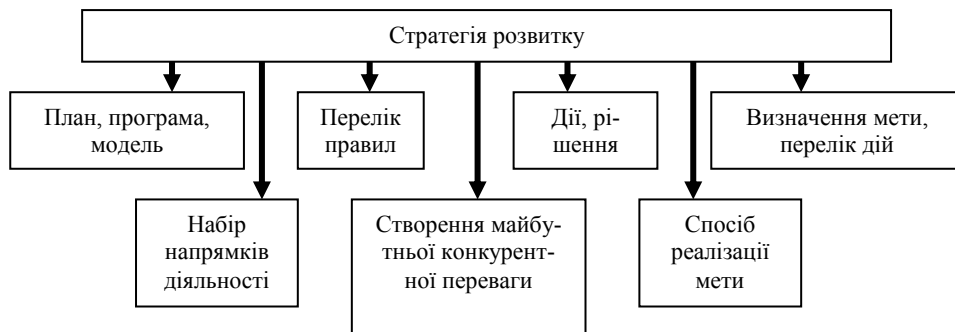 Стратегія розвитку
План, програма,
модель
Перелік
правил
Дії, рі-
шення
Визначення мети,
перелік дій
Набір
напрямків
діяльності
Створення майбу-
тньої конкурент-
ної переваги
Спосіб
реалізації
мети